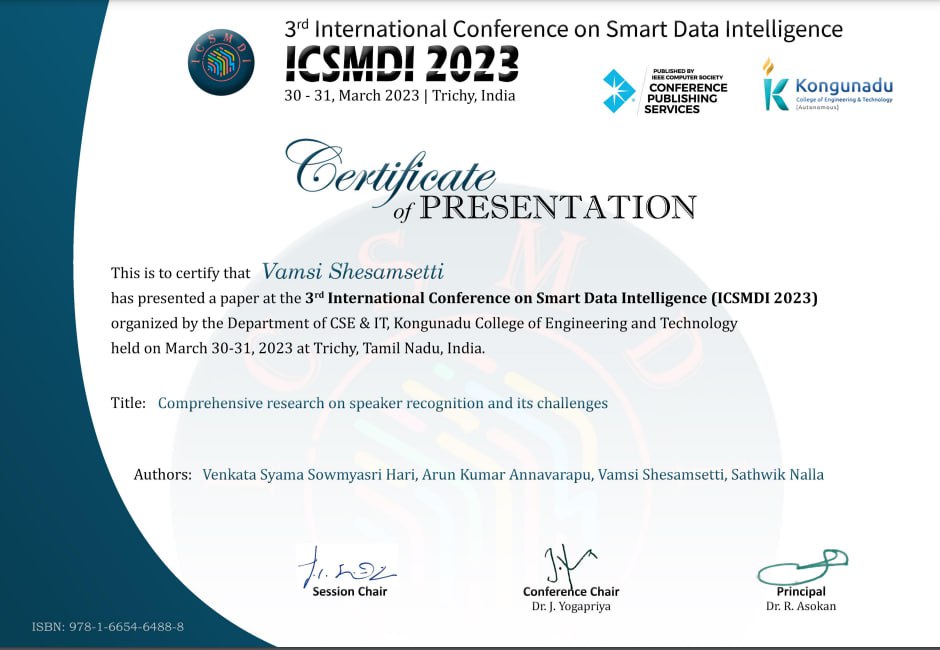 3rd International Conference on Smart Data Intelligence
ICSMDI
ICSMDI 2023
30 - 31, March 2023 | Trichy, India
PUBLISHED BY
IEEE COMPUTER SOCIETY
CONFERENCE
PUBLISHING
SERVICES
Kongunadu
College of Engineering & Technology
(Autonomous)
Certificate
of PRESENTATION
This is to certify that Vamsi Shesamsetti
has presented a paper at the 3rd International Conference on Smart Data Intelligence (ICSMDI 2023)
organized by the Department of CSE & IT, Kongunadu College of Engineering and Technology
held on March 30-31, 2023 at Trichy, Tamil Nadu, India.
Title: Comprehensive research on speaker recognition and its challenges
Authors: Venkata Syama Sowmyasri Hari, Arun Kumar Annavarapu, Vamsi Shesamsetti, Sathwik Nalla
Session Chair
Conference Chair
Dr. J. Yogapriya
Principal
Dr. R. Asokan
ISBN: 978-1-6654-6488-8